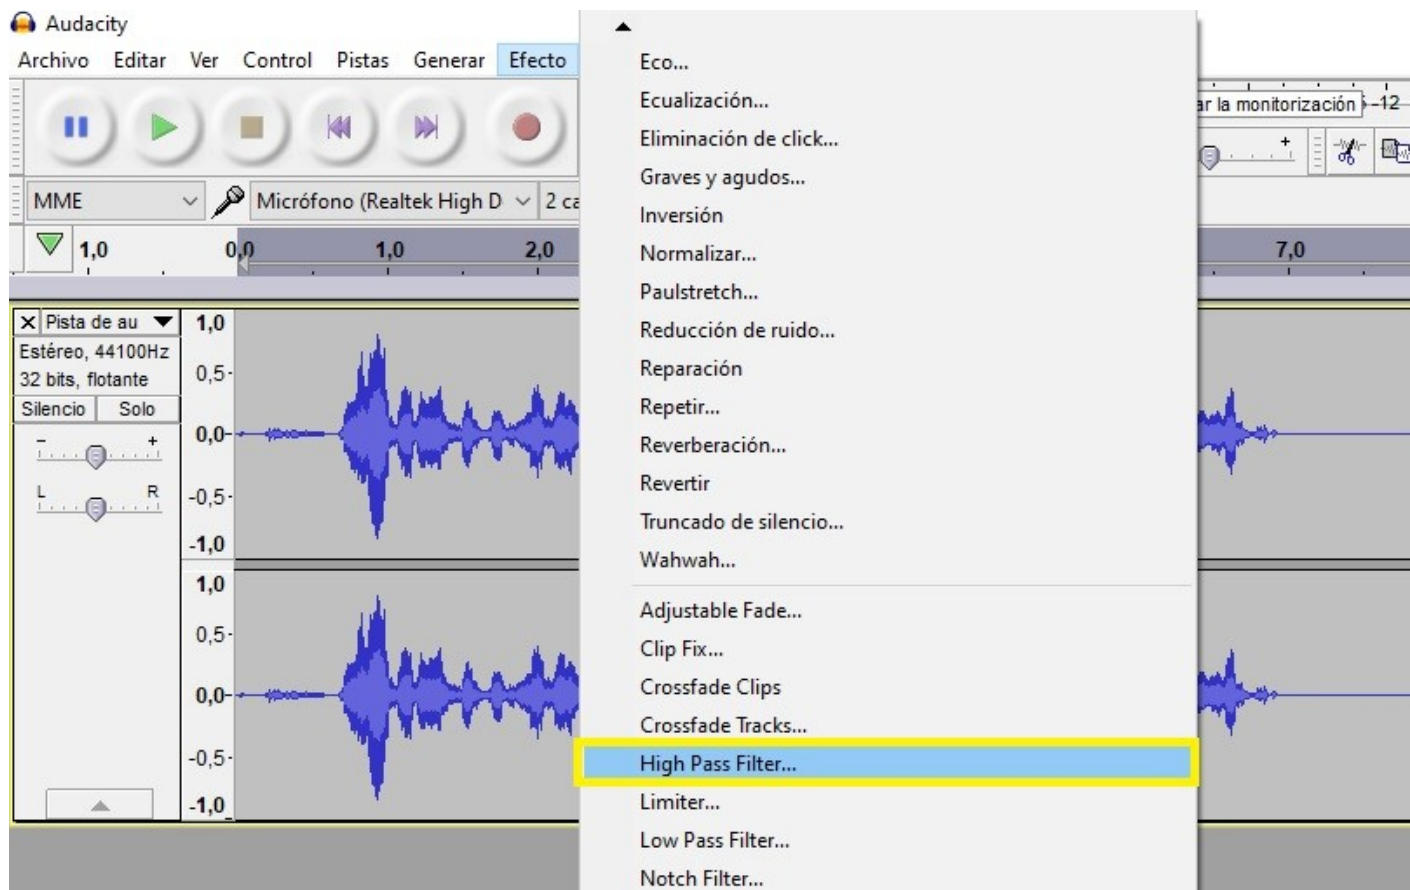 Audacity
Archivo Editar Ver Control Pistas Generar Efecto
MME Micrófono (Realtek High D 2 ca
1,0 0,0 1,0 2,0 7,0
ar la monitorización -12
- +
Pista de au
Estéreo, 44100Hz
32 bits, flotante
Silencio Solo
- +
L R
1,0
0,5
0,0
-0,5
-1,0
1,0
0,5
0,0
-0,5
-1,0
Eco...
Ecualización...
Eliminación de click...
Graves y agudos...
Inversión
Normalizar...
Paulstretch...
Reducción de ruido...
Reparación
Repetir...
Reverberación...
Revertir
Truncado de silencio...
Wahwah...
Adjustable Fade...
Clip Fix...
Crossfade Clips
Crossfade Tracks...
High Pass Filter...
Limiter...
Low Pass Filter...
Notch Filter...